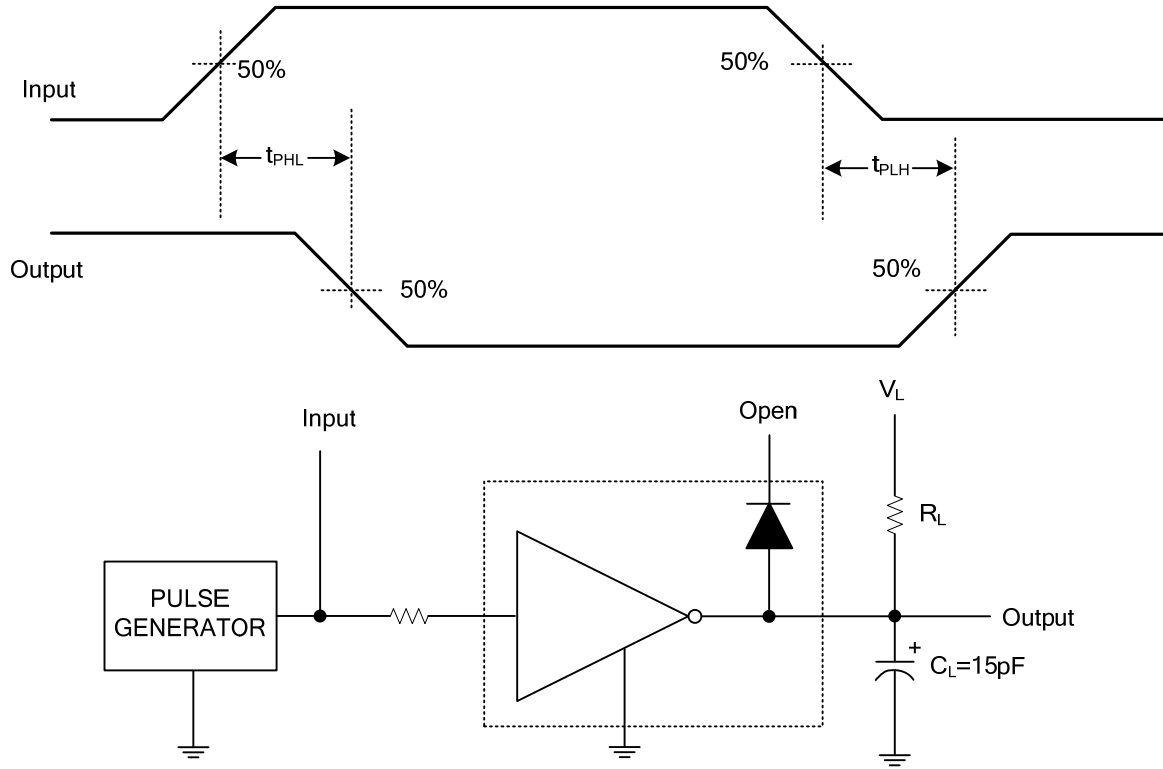 50%
50%
Input
tPHL
tPLH
Output
50%
50%
VL
Input
Open
RL
PULSE
GENERATOR
Output
+
CL=15pF